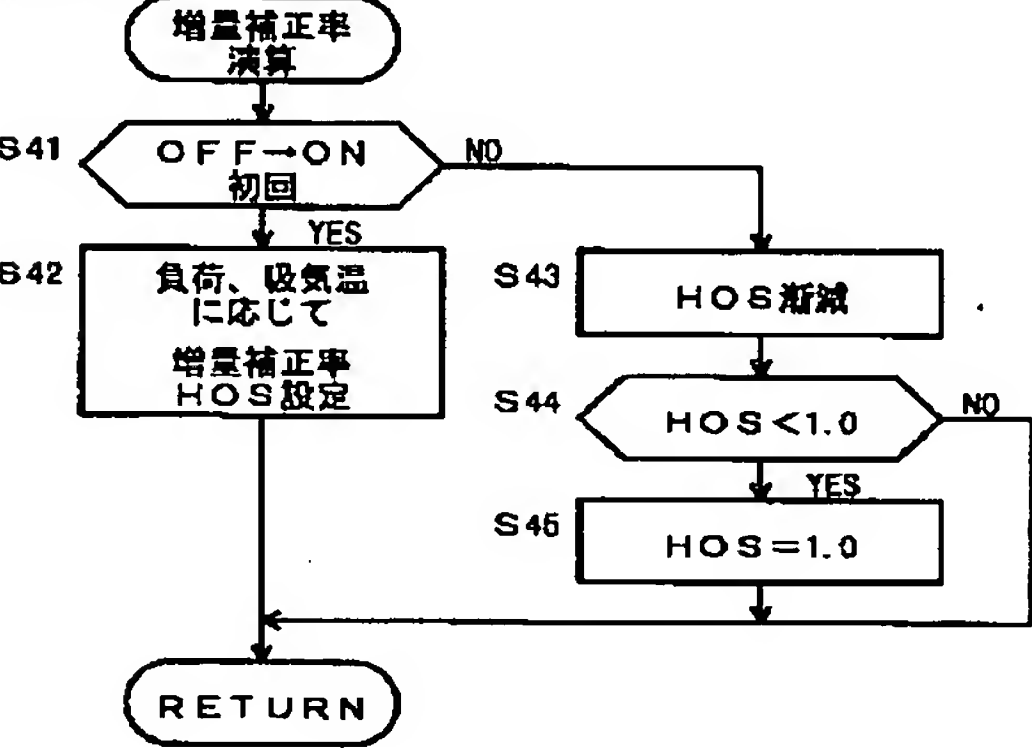 増量補正率
演算
S41
OFF→ON
初回
NO
YES
S42
負荷、吸気温
に応じて
増量補正率
HOS設定
S43
HOS漸減
S44
HOS<1.0
NO
YES
S45
HOS=1.0
RETURN